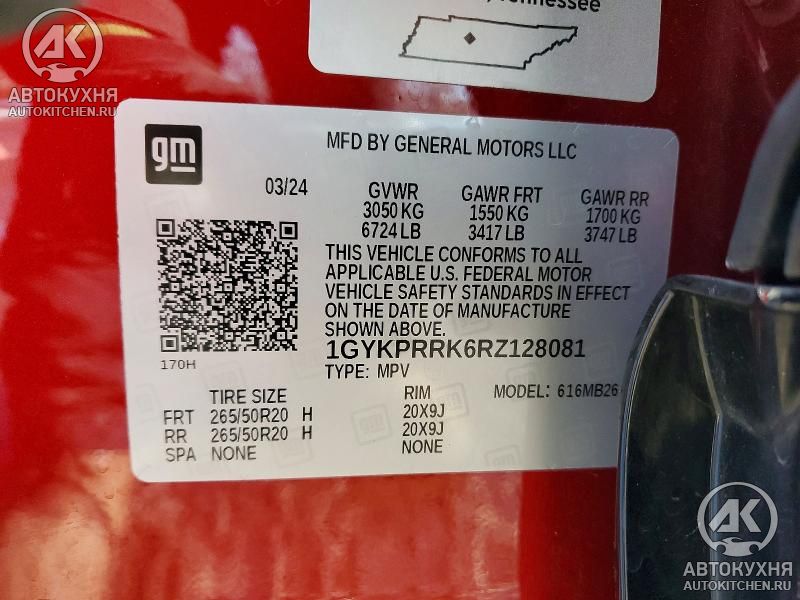 Tennessee
AK
АВТОКУХНЯ
AUTOKITCHEN.RU
gm
MFD BY GENERAL MOTORS LLC
03/24
GVWR GAWR FRT GAWR RR
3050 KG 1550 KG 1700 KG
6724 LB 3417 LB 3747 LB
THIS VEHICLE CONFORMS TO ALL
APPLICABLE U.S. FEDERAL MOTOR
VEHICLE SAFETY STANDARDS IN EFFECT
ON THE DATE OF MANUFACTURE
SHOWN ABOVE.
1GYKPRRK6RZ128081
170H
TYPE: MPV MODEL: 616MB26
TIRE SIZE RIM
FRT 265/50R20 H 20X9J
RR 265/50R20 H 20X9J
SPA NONE NONE
AK
АВТОКУХНЯ
AUTOKITCHEN.RU